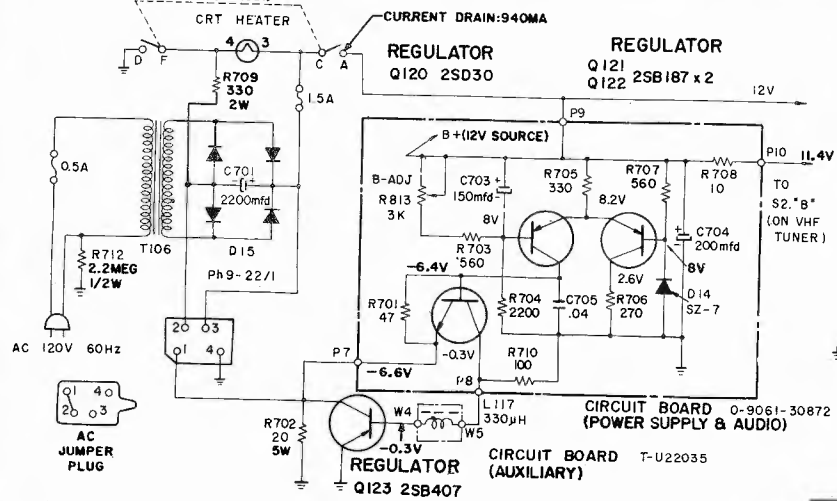 CRT HEATER
CURRENT DRAIN:940MA
4 3
D F
C A
REGULATOR
Q120 2SD30
REGULATOR
Q121
Q122 2SB187 x 2
R709
330
2W
1.5A
12V
P9
B+(12V SOURCE)
P10 11.4V
0.5A
C701
+
2200mfd
B-ADJ
R813
3K
C703 +
150mfd -
R705
330
R707
560
R708
10
TO
S2."B"
(ON VHF
TUNER)
8V
8.2V
C704
200mfd
+
-
R712
2.2MEG
1/2W
T106
D15
Ph9-22/1
R703
560
8V
-6.4V
2.6V
D14
SZ-7
R701
47
R704
2200
C705
.04
R706
270
2 3
1 4
AC 120V 60Hz
P7
-6.6V
-0.3V
R710
100
P8
1 4
2 3
AC
JUMPER
PLUG
R702
20
5W
W4
W5
L117
330µH
-0.3V
CIRCUIT BOARD 0-9061-30872
(POWER SUPPLY & AUDIO)
REGULATOR
Q123 2SB407
CIRCUIT BOARD T-U22035
(AUXILIARY)